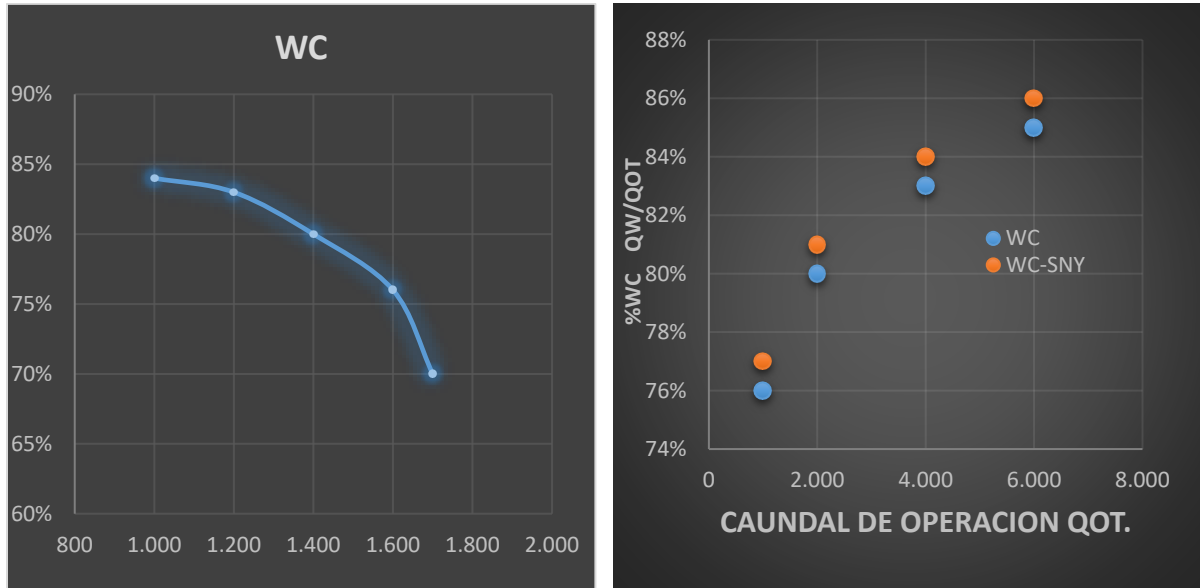 WC
90%
85%
80%
75%
70%
65%
60%
800 1.000 1.200 1.400 1.600 1.800 2.000
88%
86%
84%
82%
80%
78%
76%
74%
%WC QW/QOT
WC
WC-SNY
0 2.000 4.000 6.000 8.000
CAUNDAL DE OPERACION QOT.